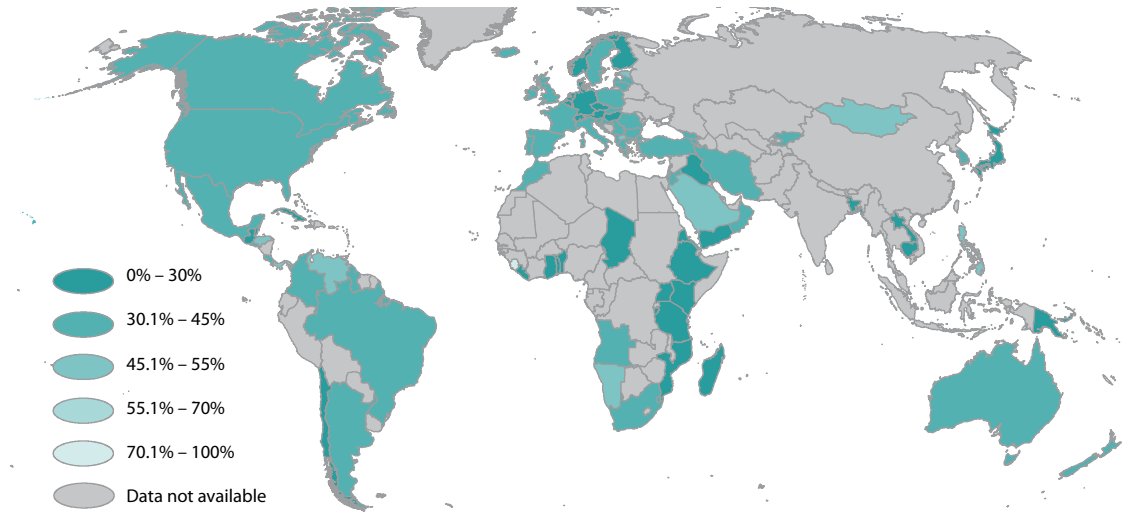 0% – 30%
30.1% – 45%
45.1% – 55%
55.1% – 70%
70.1% – 100%
Data not available